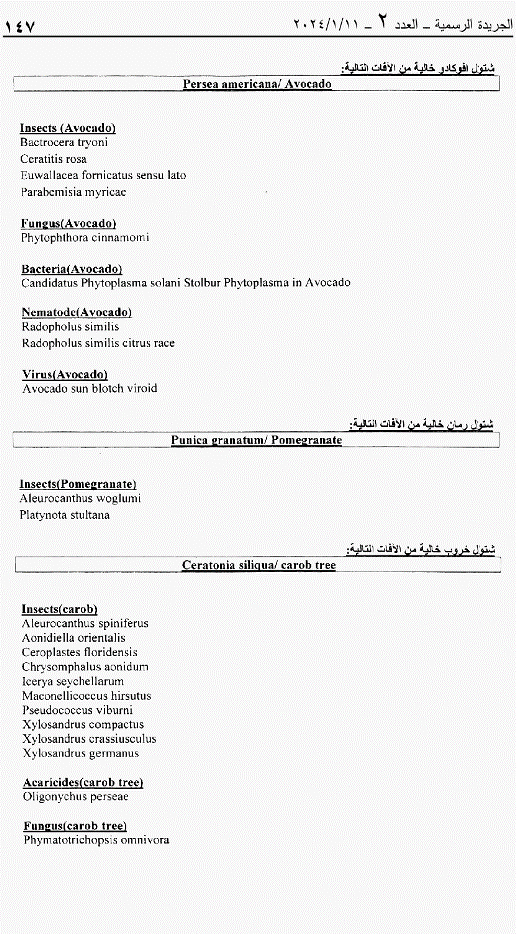 الجريدة الرسمية – العدد ٢ – ٢٠٢٤/١/١١
١٤٧
شتول افوكادو خالية من الآفات التالية:
Persea americana/ Avocado
Insects (Avocado)
Bactrocera tryoni
Ceratitis rosa
Euwallacea fornicatus sensu lato
Parabemisia myricae
Fungus(Avocado)
Phytophthora cinnamomi
Bacteria(Avocado)
Candidatus Phytoplasma solani Stolbur Phytoplasma in Avocado
Nematode(Avocado)
Radopholus similis
Radopholus similis citrus race
Virus(Avocado)
Avocado sun blotch viroid
شتول رمان خالية من الآفات التالية:
Punica granatum/ Pomegranate
Insects(Pomegranate)
Aleurocanthus woglumi
Platynota stultana
شتول خروب خالية من الآفات التالية:
Ceratonia siliqua/ carob tree
Insects(carob)
Aleurocanthus spiniferus
Aonidiella orientalis
Ceroplastes floridensis
Chrysomphalus aonidum
Icerya seychellarum
Maconellicoccus hirsutus
Pseudococcus viburni
Xylosandrus compactus
Xylosandrus crassiusculus
Xylosandrus germanus
Acaricides(carob tree)
Oligonychus perseae
Fungus(carob tree)
Phymatotrichopsis omnivora